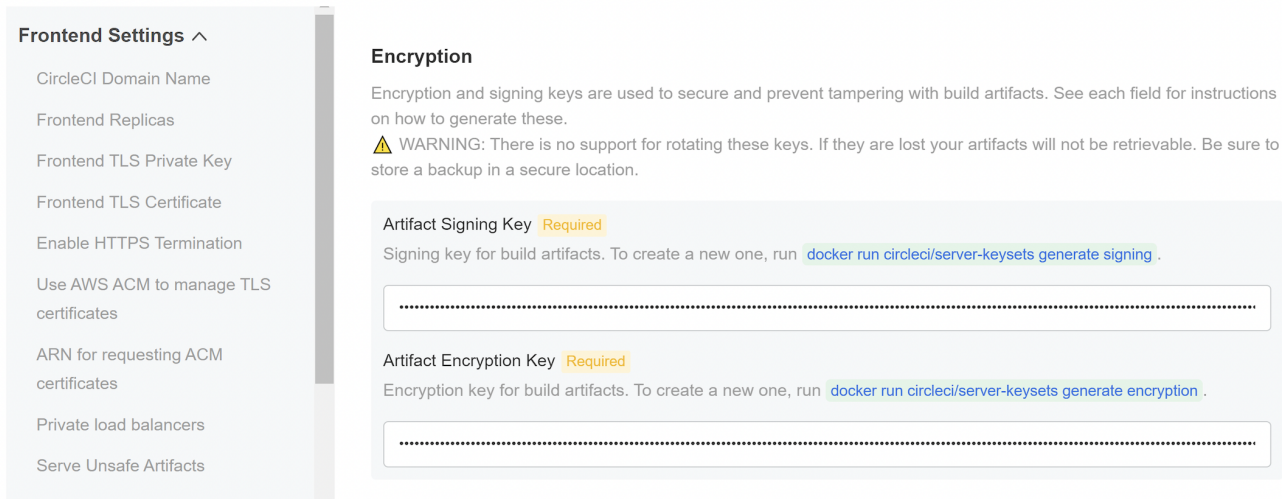 Frontend Settings
CircleCI Domain Name
Frontend Replicas
Frontend TLS Private Key
Frontend TLS Certificate
Enable HTTPS Termination
Use AWS ACM to manage TLS
certificates
ARN for requesting ACM
certificates
Private load balancers
Serve Unsafe Artifacts
Encryption
Encryption and signing keys are used to secure and prevent tampering with build artifacts. See each field for instructions
on how to generate these.
⚠ WARNING: There is no support for rotating these keys. If they are lost your artifacts will not be retrievable. Be sure to
store a backup in a secure location.
Artifact Signing Key Required
Signing key for build artifacts. To create a new one, run docker run circleci/server-keysets generate signing .
Artifact Encryption Key Required
Encryption key for build artifacts. To create a new one, run docker run circleci/server-keysets generate encryption .